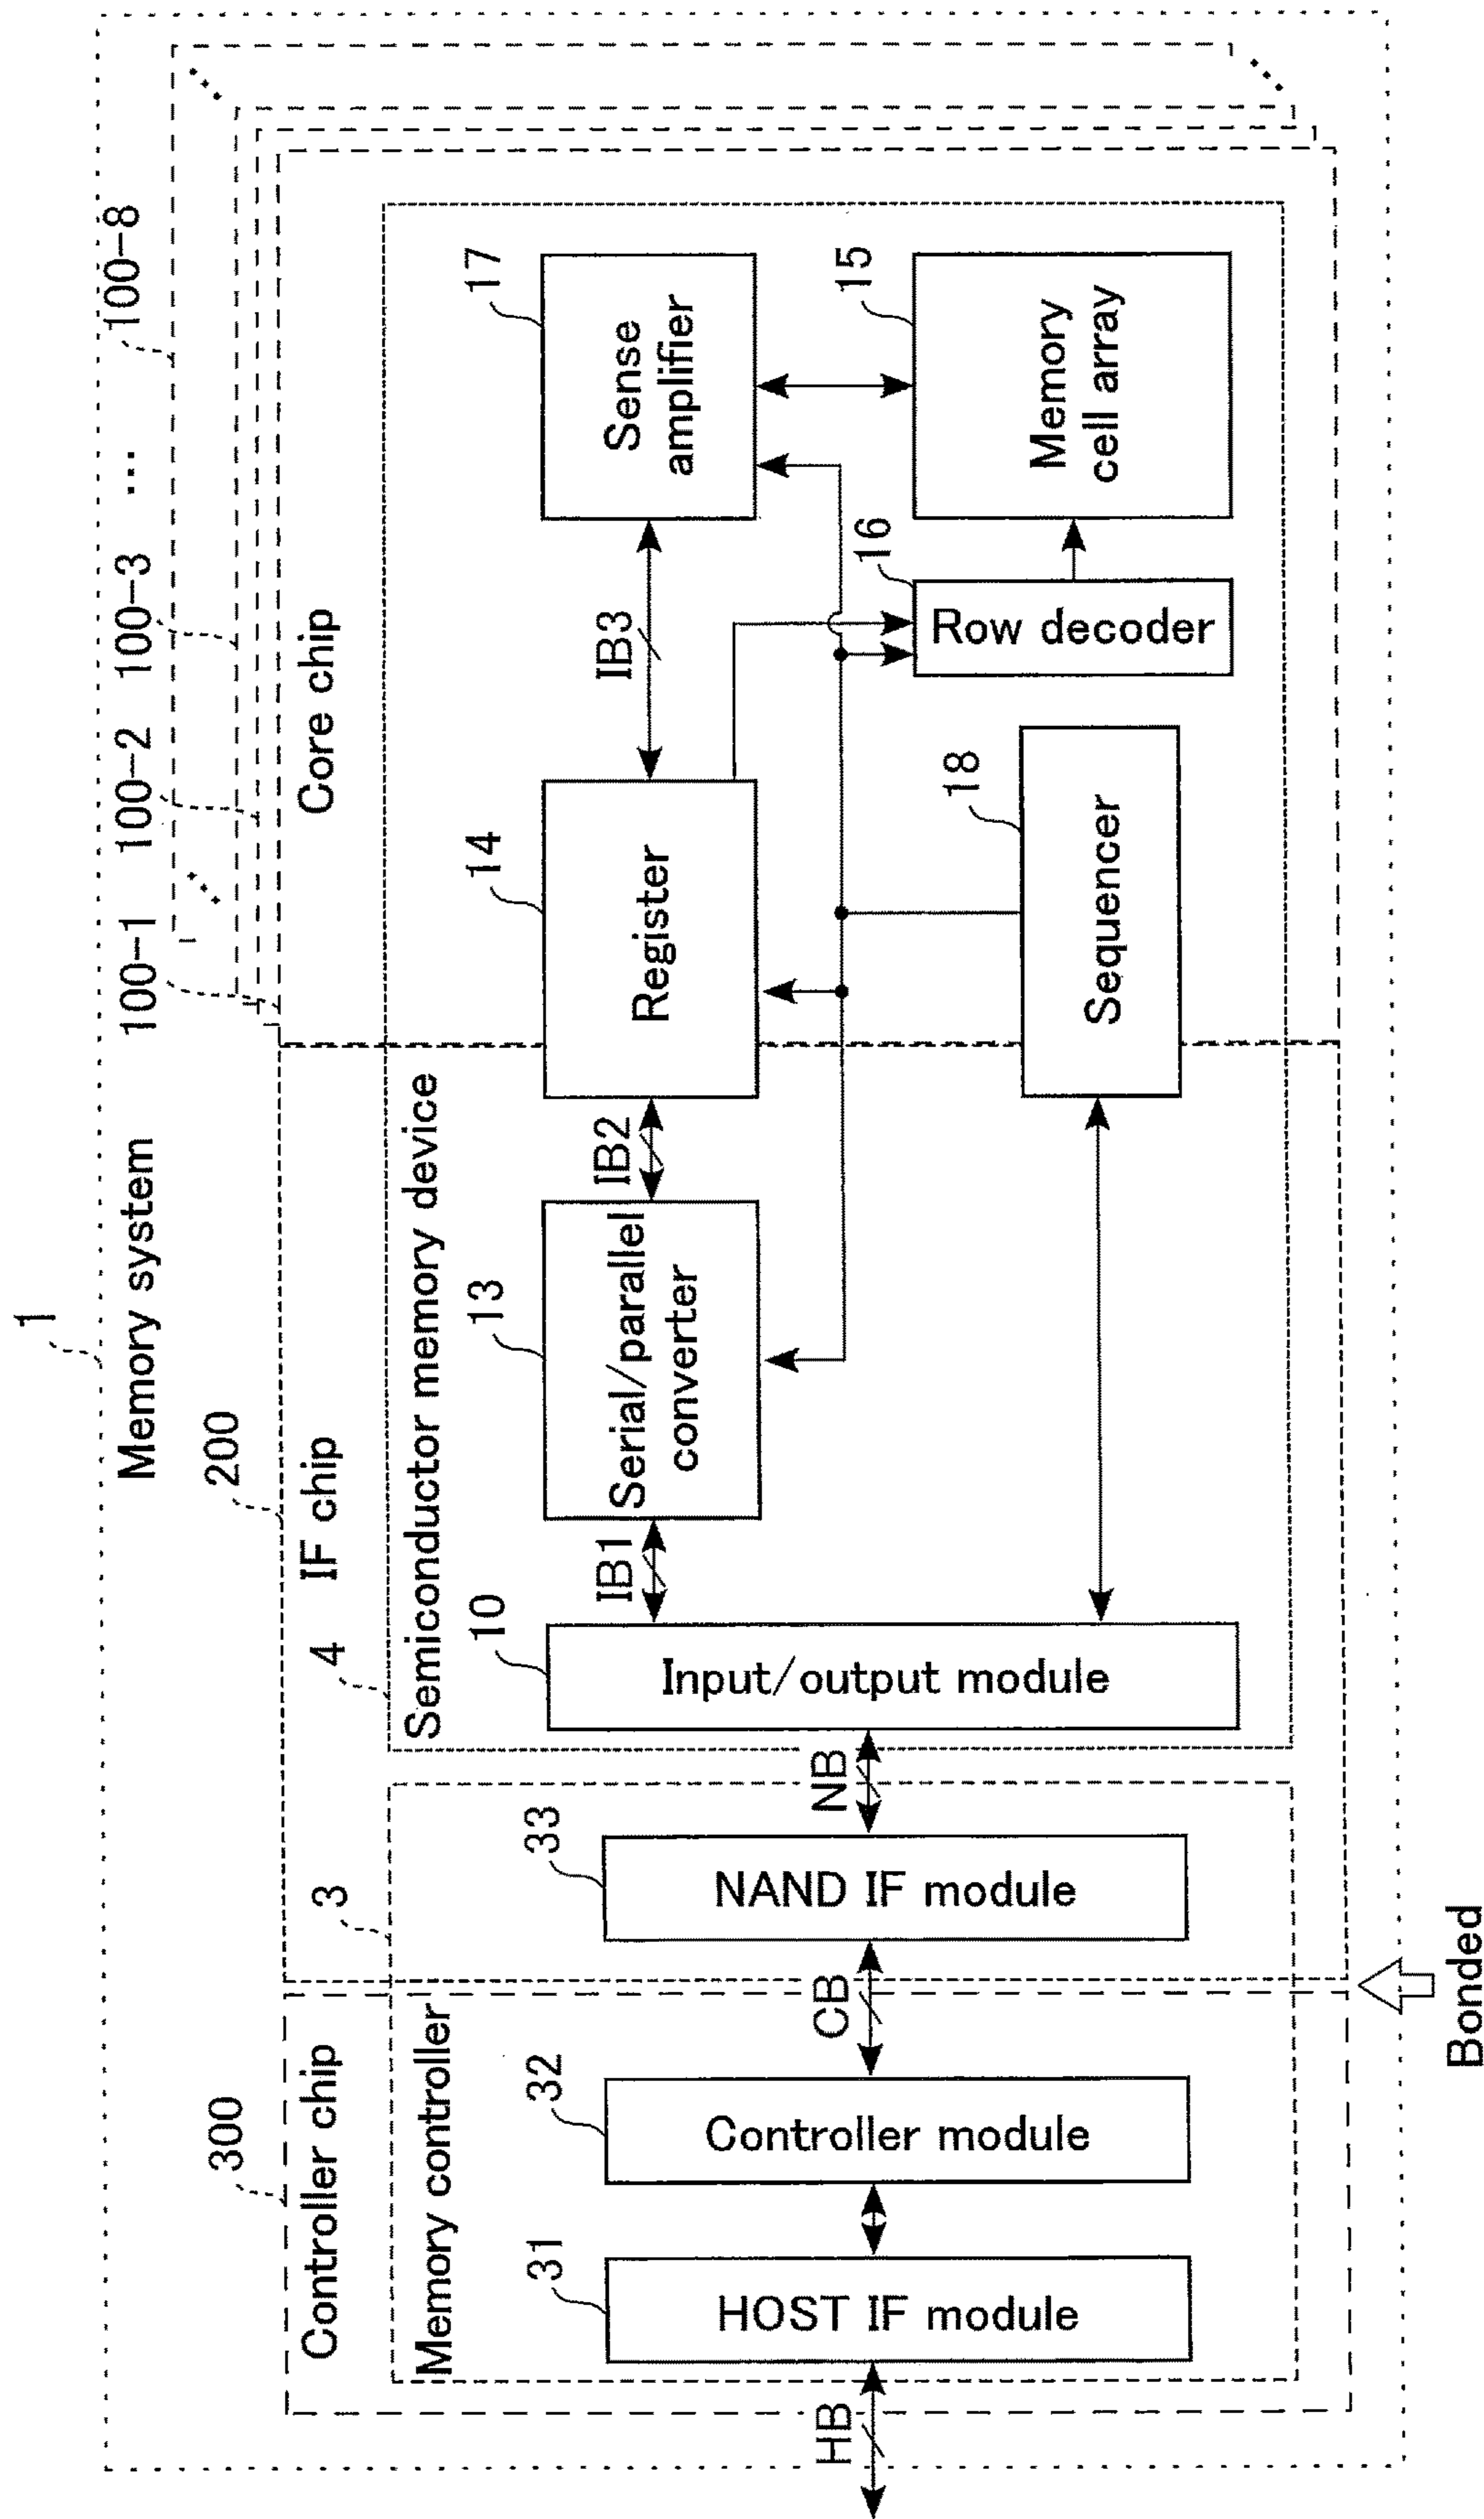 1
Memory system
100-1
100-2
100-3
...
100-8
200
IF chip
Core chip
300
Controller chip
3
Memory controller
4
Semiconductor memory device
HB
31
HOST IF module
32
Controller module
CB
33
NAND IF module
NB
10
Input/output module
IB1
13
Serial/parallel
converter
IB2
14
Register
IB3
17
Sense
amplifier
18
Sequencer
16
Row decoder
15
Memory
cell array
Bonded